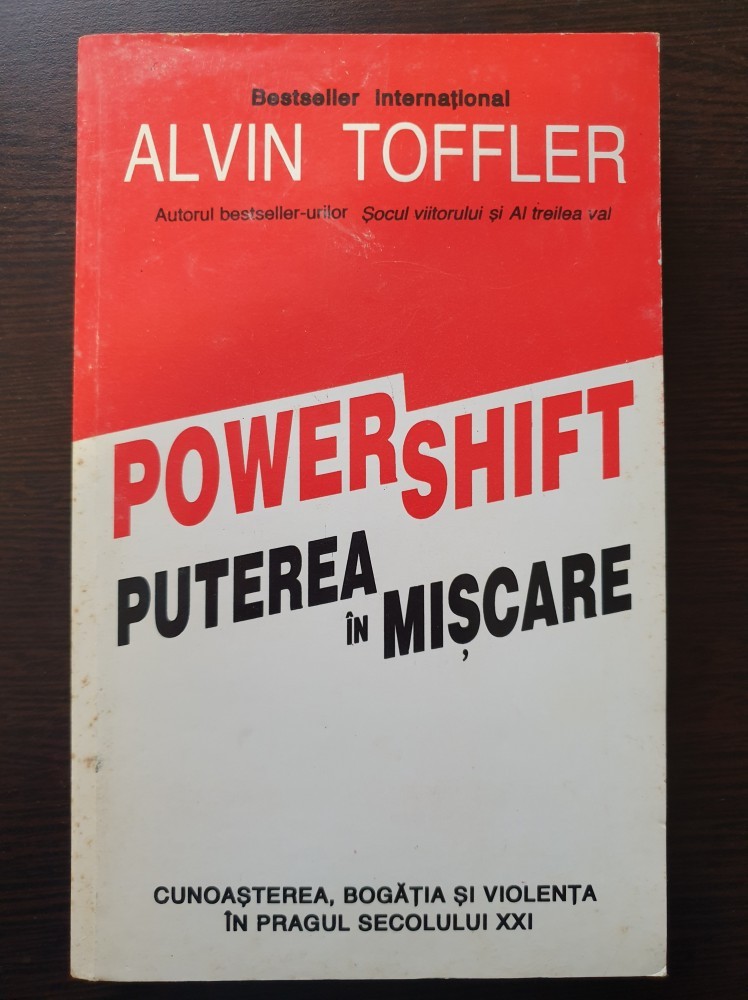 Bestseller internațional
ALVIN TOFFLER
Autorul bestseller-urilor Șocul viitorului și Al treilea val
POWERSHIFT
PUTEREA
ÎN MIȘCARE
CUNOAȘTEREA, BOGĂȚIA ȘI VIOLENȚA
ÎN PRAGUL SECOLULUI XXI